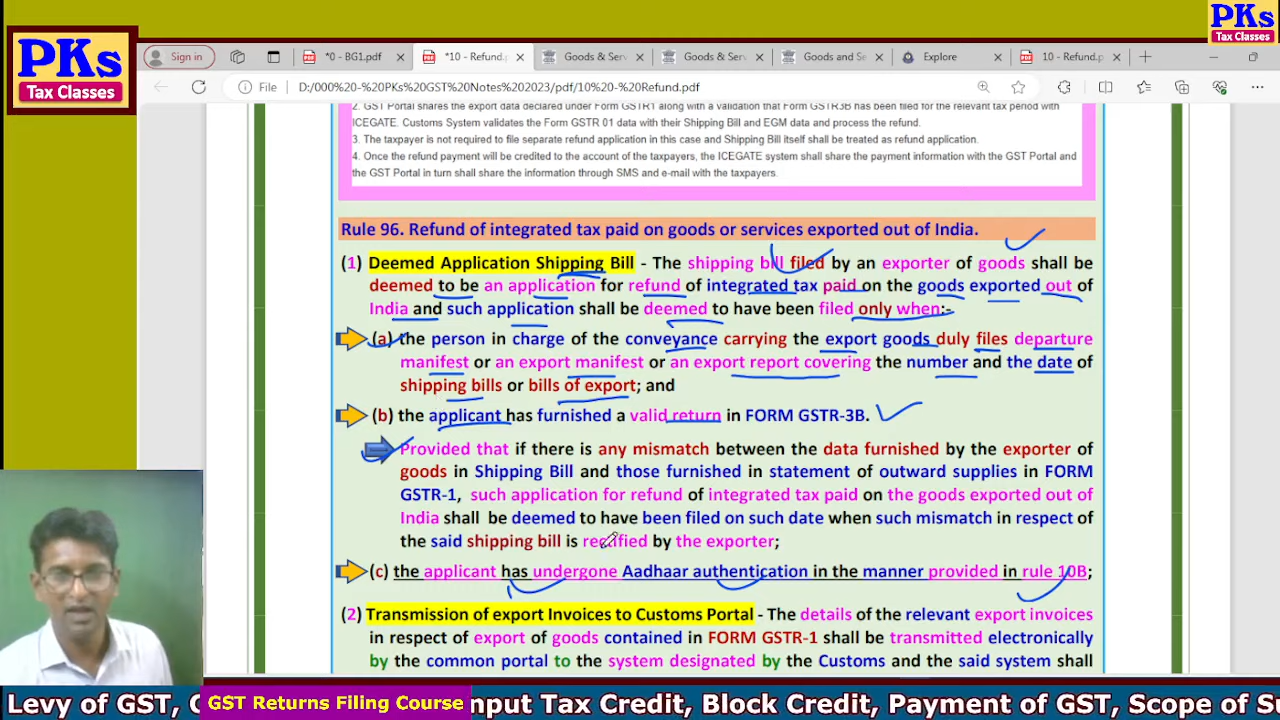 PKs
Tax Classes
PKs
Tax Classes
Sign in
*0 - BG1.pdf
*10 - Refund.p
Goods & Serv
Goods & Serv
Goods and Se
Explore
10 - Refund.p
File
D:/000%20-%20PKs%20GST%20Notes%202023/pdf/10%20-%20Refund.pdf
2. GST Portal shares the export data declared under Form GSTR1 along with a validation that Form GSTR3B has been filed for the relevant tax period with
ICEGATE. Customs System validates the Form GSTR 01 data with their Shipping Bill and EGM data and process the refund.
3. The taxpayer is not required to file separate refund application in this case and Shipping Bill itself shall be treated as refund application.
4. Once the refund payment will be credited to the account of the taxpayers, the ICEGATE system shall share the payment information with the GST Portal and
the GST Portal in turn shall share the information through SMS and e-mail with the taxpayers.
Rule 96. Refund of integrated tax paid on goods or services exported out of India.
(1) Deemed Application Shipping Bill - The shipping bill filed by an exporter of goods shall be
deemed to be an application for refund of integrated tax paid on the goods exported out of
India and such application shall be deemed to have been filed only when:-
(a) the person in charge of the conveyance carrying the export goods duly files departure
manifest or an export manifest or an export report covering the number and the date of
shipping bills or bills of export; and
(b) the applicant has furnished a valid return in FORM GSTR-3B.
Provided that if there is any mismatch between the data furnished by the exporter of
goods in Shipping Bill and those furnished in statement of outward supplies in FORM
GSTR-1, such application for refund of integrated tax paid on the goods exported out of
India shall be deemed to have been filed on such date when such mismatch in respect of
the said shipping bill is rectified by the exporter;
(c) the applicant has undergone Aadhaar authentication in the manner provided in rule 10B;
(2) Transmission of export Invoices to Customs Portal - The details of the relevant export invoices
in respect of export of goods contained in FORM GSTR-1 shall be transmitted electronically
by the common portal to the system designated by the Customs and the said system shall
Levy of GST,
GST Returns Filing Course
nput Tax Credit, Block Credit, Payment of GST, Scope of Su